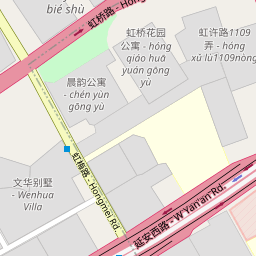 bié shù
虹桥路 - Hong
虹桥花园
公寓 - hóng
qiáo huā
yuán gōng
yù
虹许路1109
弄 - hóng
xǔ lù1109nong
晨韵公寓
- chén yùn
gōng yù
虹梅路 - Hongmei Rd
文华别墅
- Wenhua
Villa
延安西路 - W Yan'an Rd